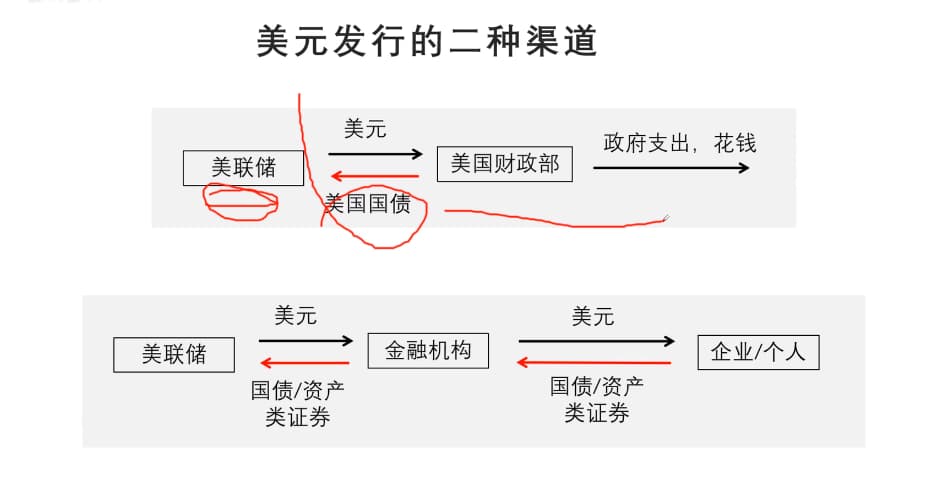 美元发行的二种渠道
美元
政府支出，花钱
美联储
美国财政部
美国国债
美元
美元
美联储
金融机构
企业/个人
国债/资产
类证券
国债/资产
类证券